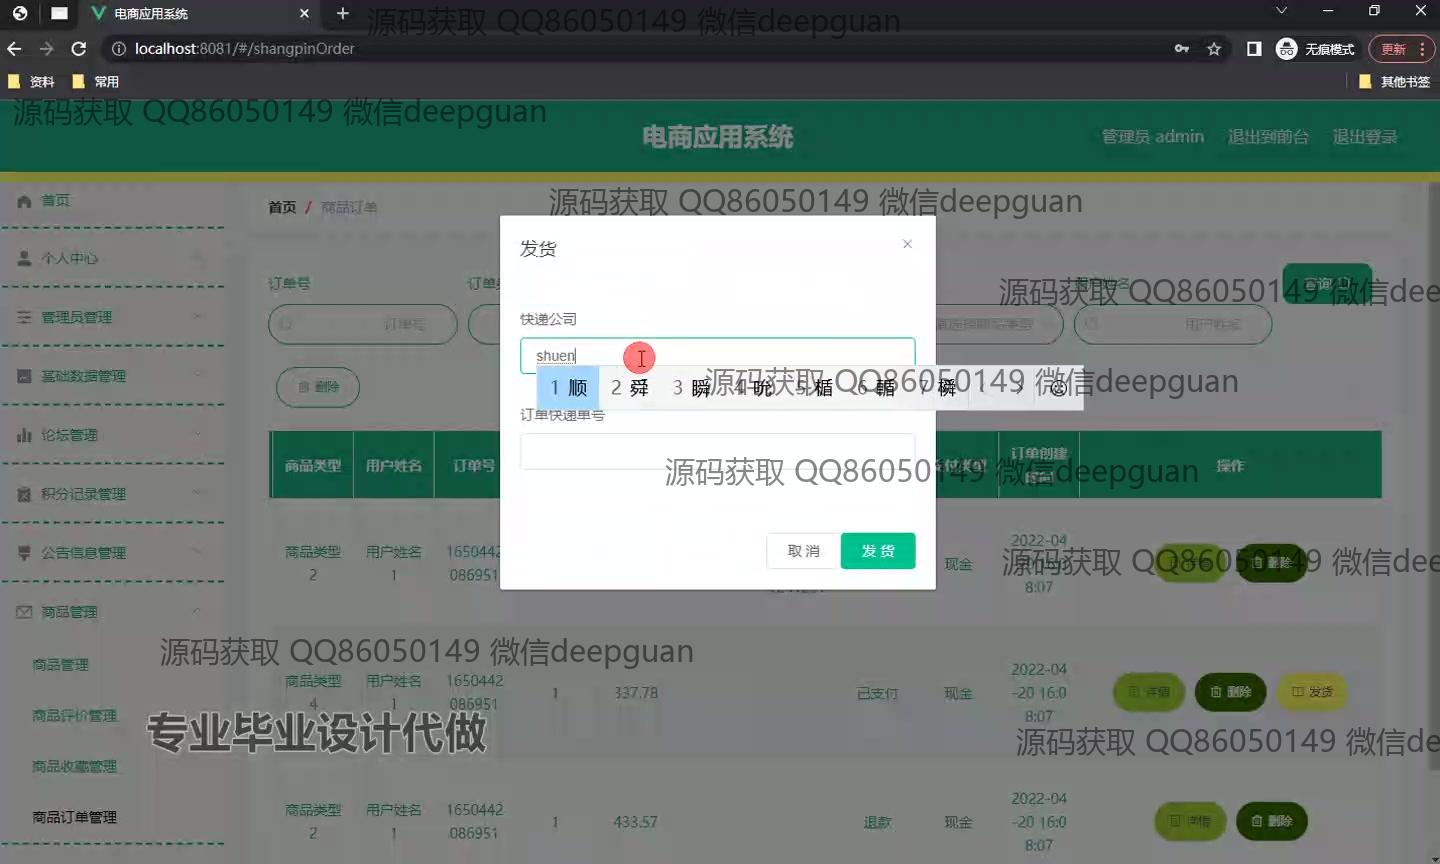 电商应用系统
源码获取 QQ86050149 微信deepguan
localhost:8081/#/shangpinOrder
无痕模式
更新
资料
常用
其他书签
源码获取 QQ86050149 微信deepguan
电商应用系统
管理员 admin
退出到前台
退出登录
首页
首页 / 商品订单
源码获取 QQ86050149 微信deepguan
个人中心
发货
订单号
源码获取 QQ86050149 微信dee
管理员管理
订单号
快递公司
用户姓名
shuen
基础数据管理
删除
1 顺 2 舜 3 瞬
源码获取 QQ86050149 微信deepguan
订单快递单号
论坛管理
商品类型
用户姓名
订单号
订单创建
操作
源码获取 QQ86050149 微信deepguan
积分记录管理
公告信息管理
商品类型
2
用户姓名
1
1650442
086951
取 消
发 货
现金
2022-04
8:07
删除
源码获取 QQ86050149 微信dee
商品管理
源码获取 QQ86050149 微信deepguan
商品管理
商品类型
4
用户姓名
1
1650442
086951
1
337.78
已支付
现金
2022-04
-20 16:0
8:07
详情
删除
发货
商品评价管理
专业毕业设计代做
源码获取 QQ86050149 微信de
商品收藏管理
商品订单管理
商品类型
2
用户姓名
1
1650442
086951
1
433.57
退款
现金
2022-04
-20 16:0
8:07
详情
删除